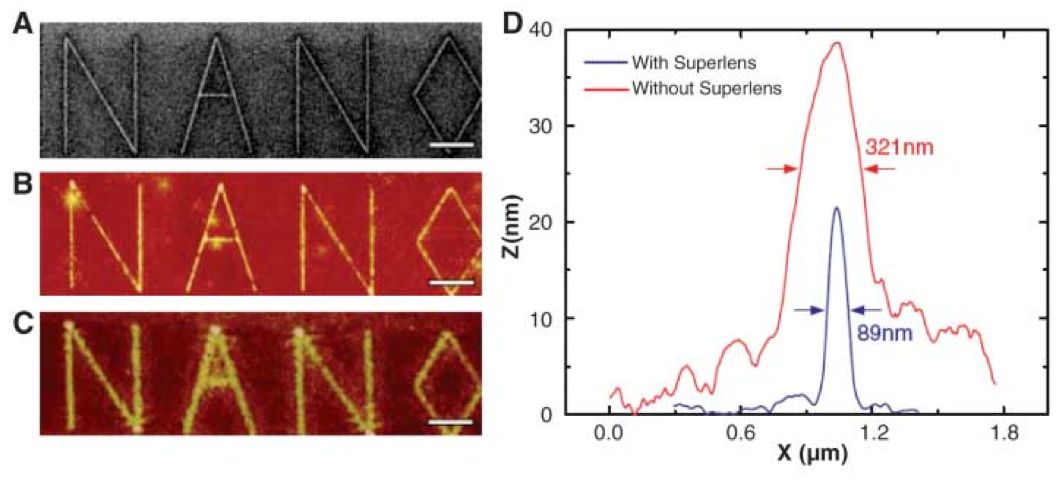 A
NANO
B
NANO
C
NANO
D
With Superlens
Without Superlens
321nm
89nm
Z(nm)
40
30
20
10
0
0.0 0.6 1.2 1.8
X (µm)